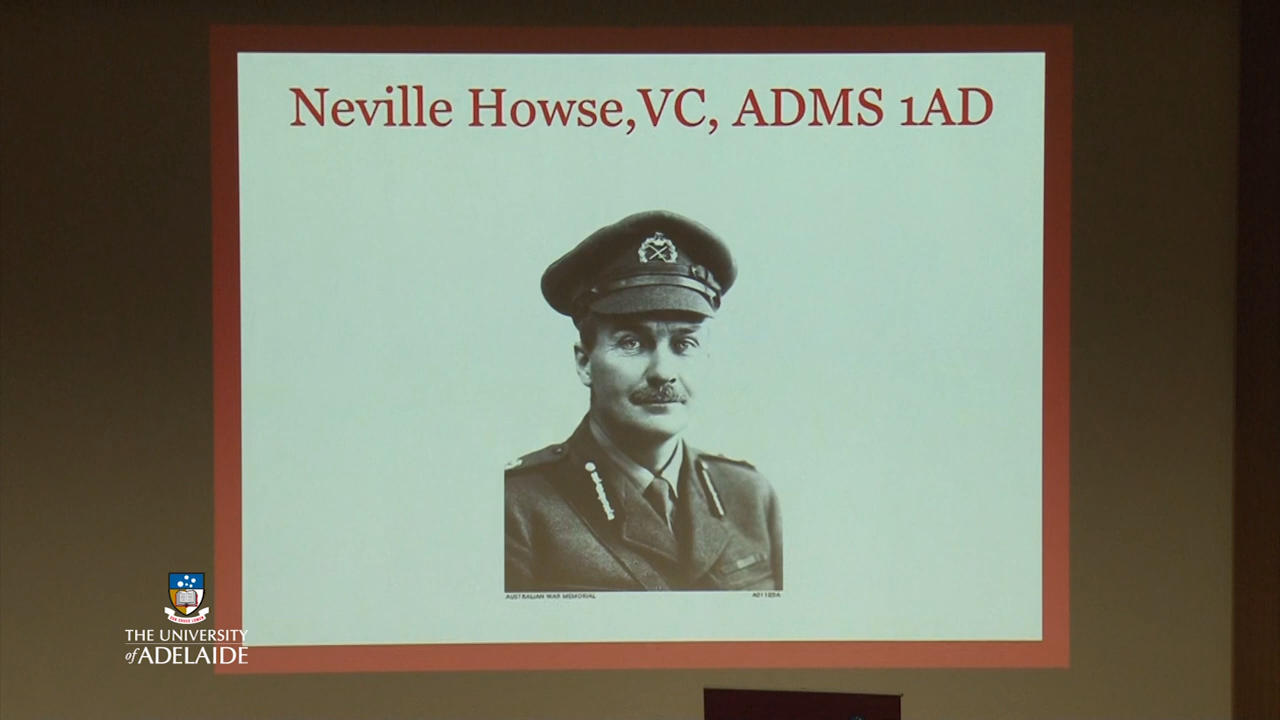 Neville Howse,VC, ADMS 1AD
AUSTRALIAN WAR MEMORIAL
THE UNIVERSITY
of ADELAIDE